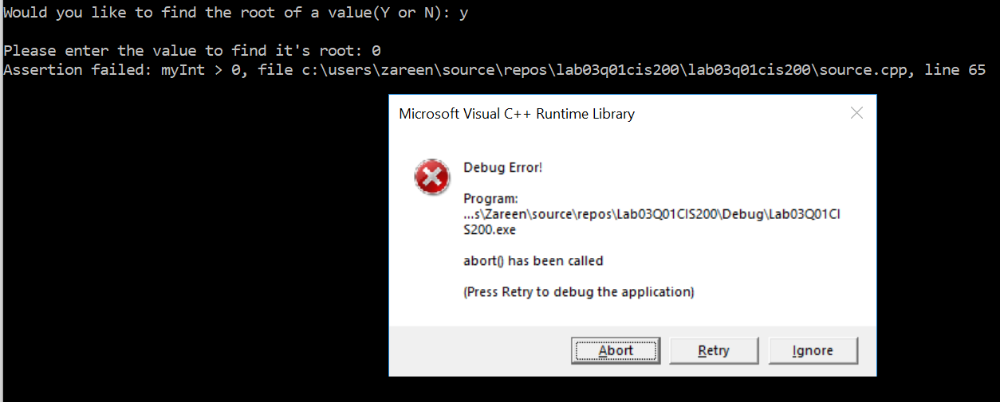 Would you like to find the root of a value(Y or N): y
Please enter the value to find it's root: 0
Assertion failed: myInt > 0, file c:\users\zareen\source\repos\lab03q01cis200\lab03q01cis200\source.cpp, line 65
Microsoft Visual C++ Runtime Library
Debug Error!
Program:
...s\Zareen\source\repos\Lab03Q01CIS200\Debug\Lab03Q01CI
S200.exe
abort() has been called
(Press Retry to debug the application)
Abort Retry Ignore